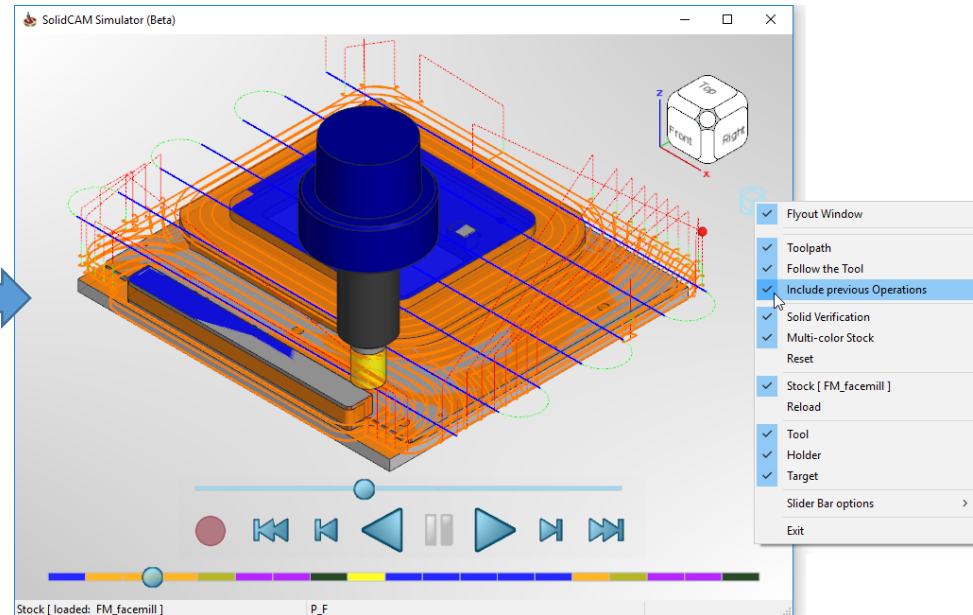 SolidCAM Simulator (Beta)
Z
Top
Front
Right
X
Flyout Window
Toolpath
Follow the Tool
Include previous Operations
Solid Verification
Multi-color Stock
Reset
Stock [ FM_facemill ]
Reload
Tool
Holder
Target
Slider Bar options
Exit
Stock [ loaded: FM_facemill ]
P_F